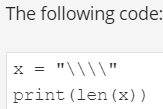 The following code:
x = "\\\\"
print(len(x))